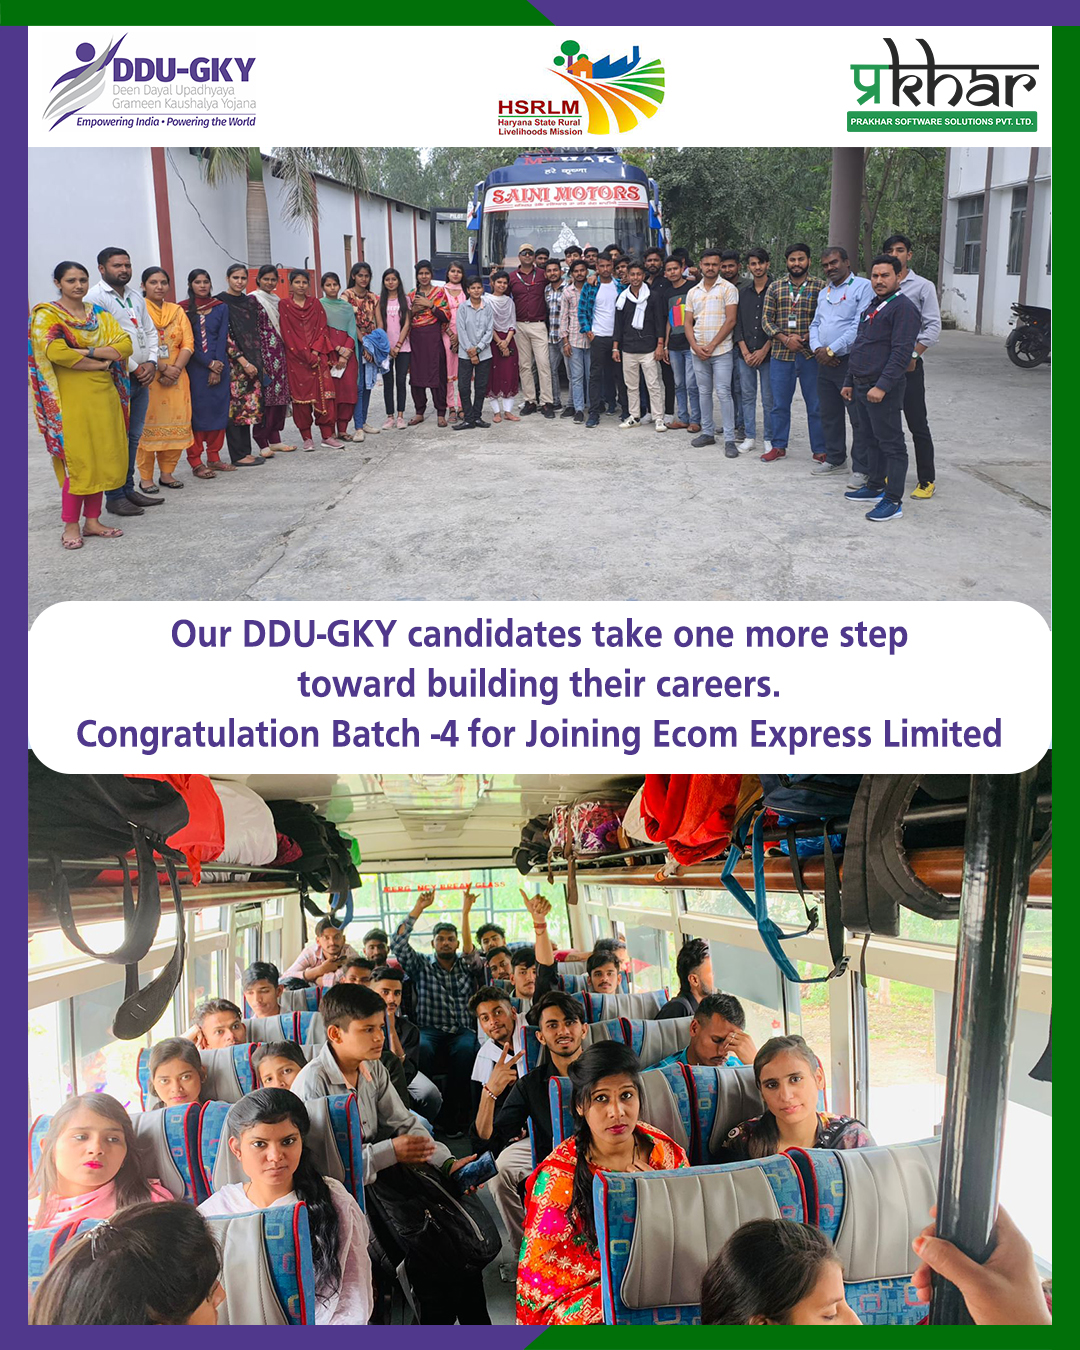 DDU-GKY
Deen Dayal Upadhyaya
Grameen Kaushalya Yojana
Empowering India • Powering the World
HSRLM
Haryana State Rural
Livelihoods Mission
प्रkhar
PRAKHAR SOFTWARE SOLUTIONS PVT. LTD.
हरे कृष्णा
SAINI MOTORS
Our DDU-GKY candidates take one more step
toward building their careers.
Congratulation Batch -4 for Joining Ecom Express Limited